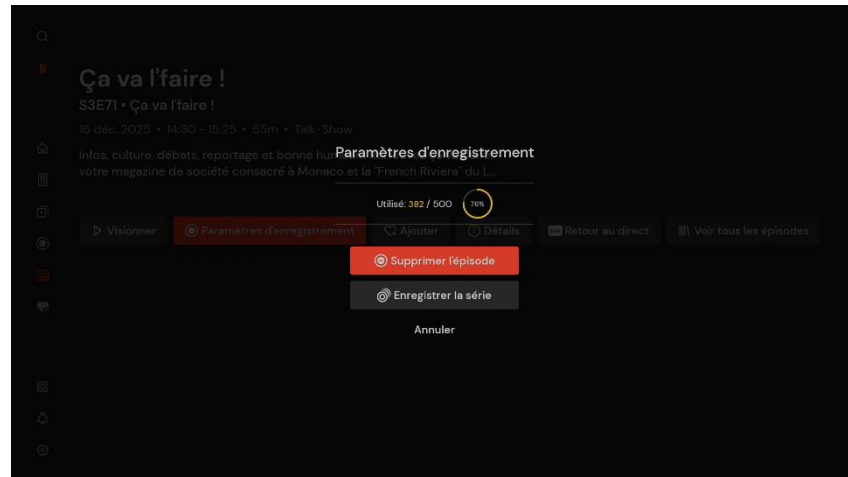 N
Ça va l'faire !
S3E71 • Ça va l'faire !
16 déc. 2025 • 14:30 - 15:25 • 55m • Talk-Show
Paramètres d'enregistrement
Infos, culture, débats, reportage et bonne hum
votre magazine de société consacré à Monaco et la "French Riviera" du L...
Utilisé: 382 / 500 76%
Visionner Paramètres d'enregistrement Ajouter Détails Retour au direct Voir tous les épisodes
Supprimer l'épisode
Enregistrer la série
Annuler